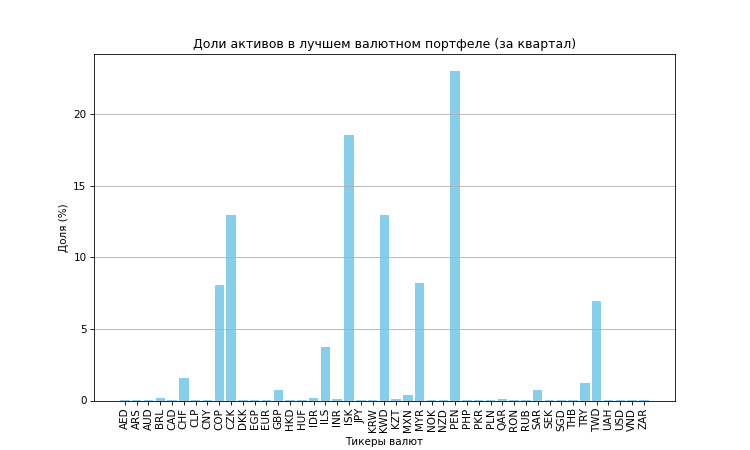 Доли активов в лучшем валютном портфеле (за квартал)
Доля (%)
20
15
10
5
0
AED ARS AUD BRL CAD CHF CLP CNY COP CZK DKK EGP EUR GBP HKD HUF IDR ILS INR ISK JPY KRW KWD KZT MXN MYR NOK NZD PEN PHP PKR PLN QAR RON RUB SAR SEK SGD THB TRY TWD UAH USD VND ZAR
Тикеры валют